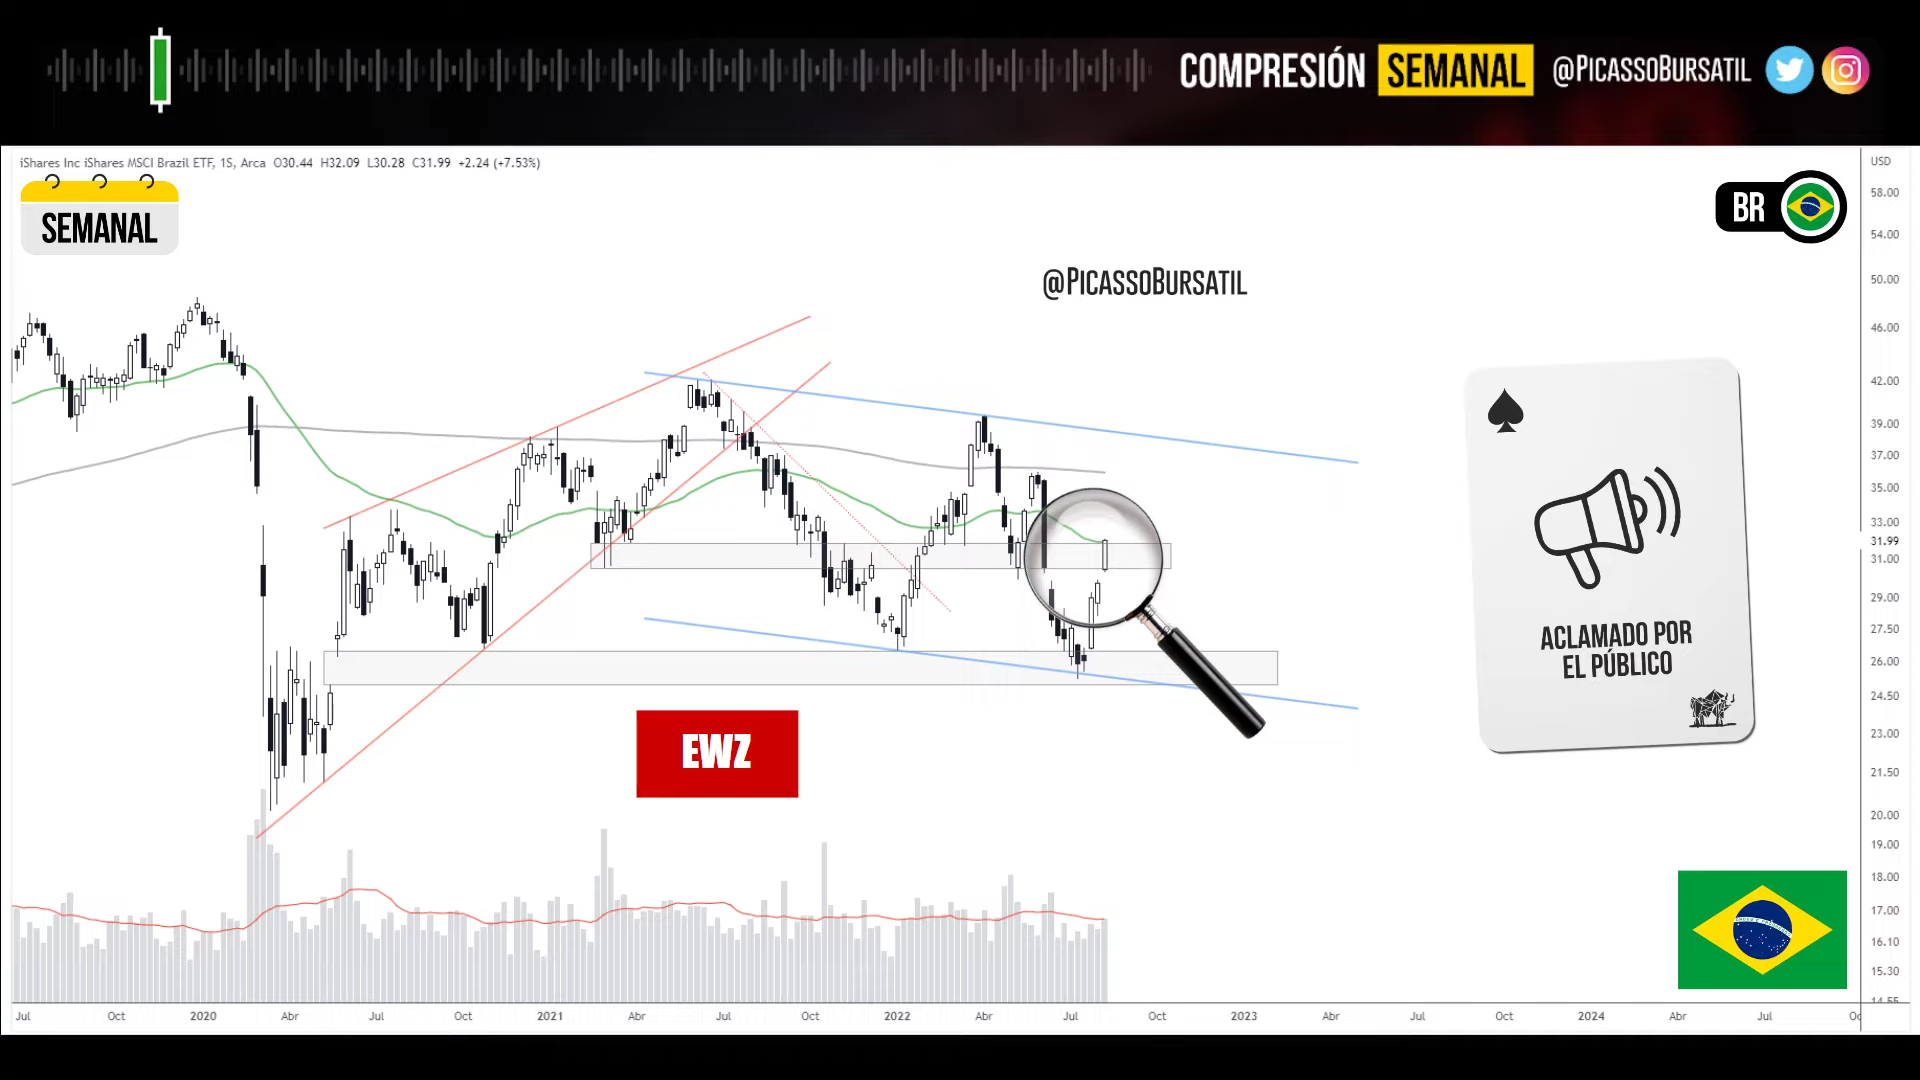 COMPRESIÓN SEMANAL @PICASSOBURSATIL
iShares Inc iShares MSCI Brazil ETF, 1S, Arca O30.44 H32.09 L30.28 C31.99 +2.24 (+7.53%)
USD
SEMANAL
BR
@PICASSOBURSATIL
58.00
54.00
50.00
46.00
42.00
39.00
37.00
35.00
33.00
31.99
31.00
29.00
27.50
26.00
24.50
23.00
21.50
20.00
19.00
18.00
17.00
16.10
15.30
14.55
ACLAMADO POR
EL PÚBLICO
EWZ
Jul Oct 2020 Abr Jul Oct 2021 Abr Jul Oct 2022 Abr Jul Oct 2023 Abr Jul Oct 2024 Abr Jul